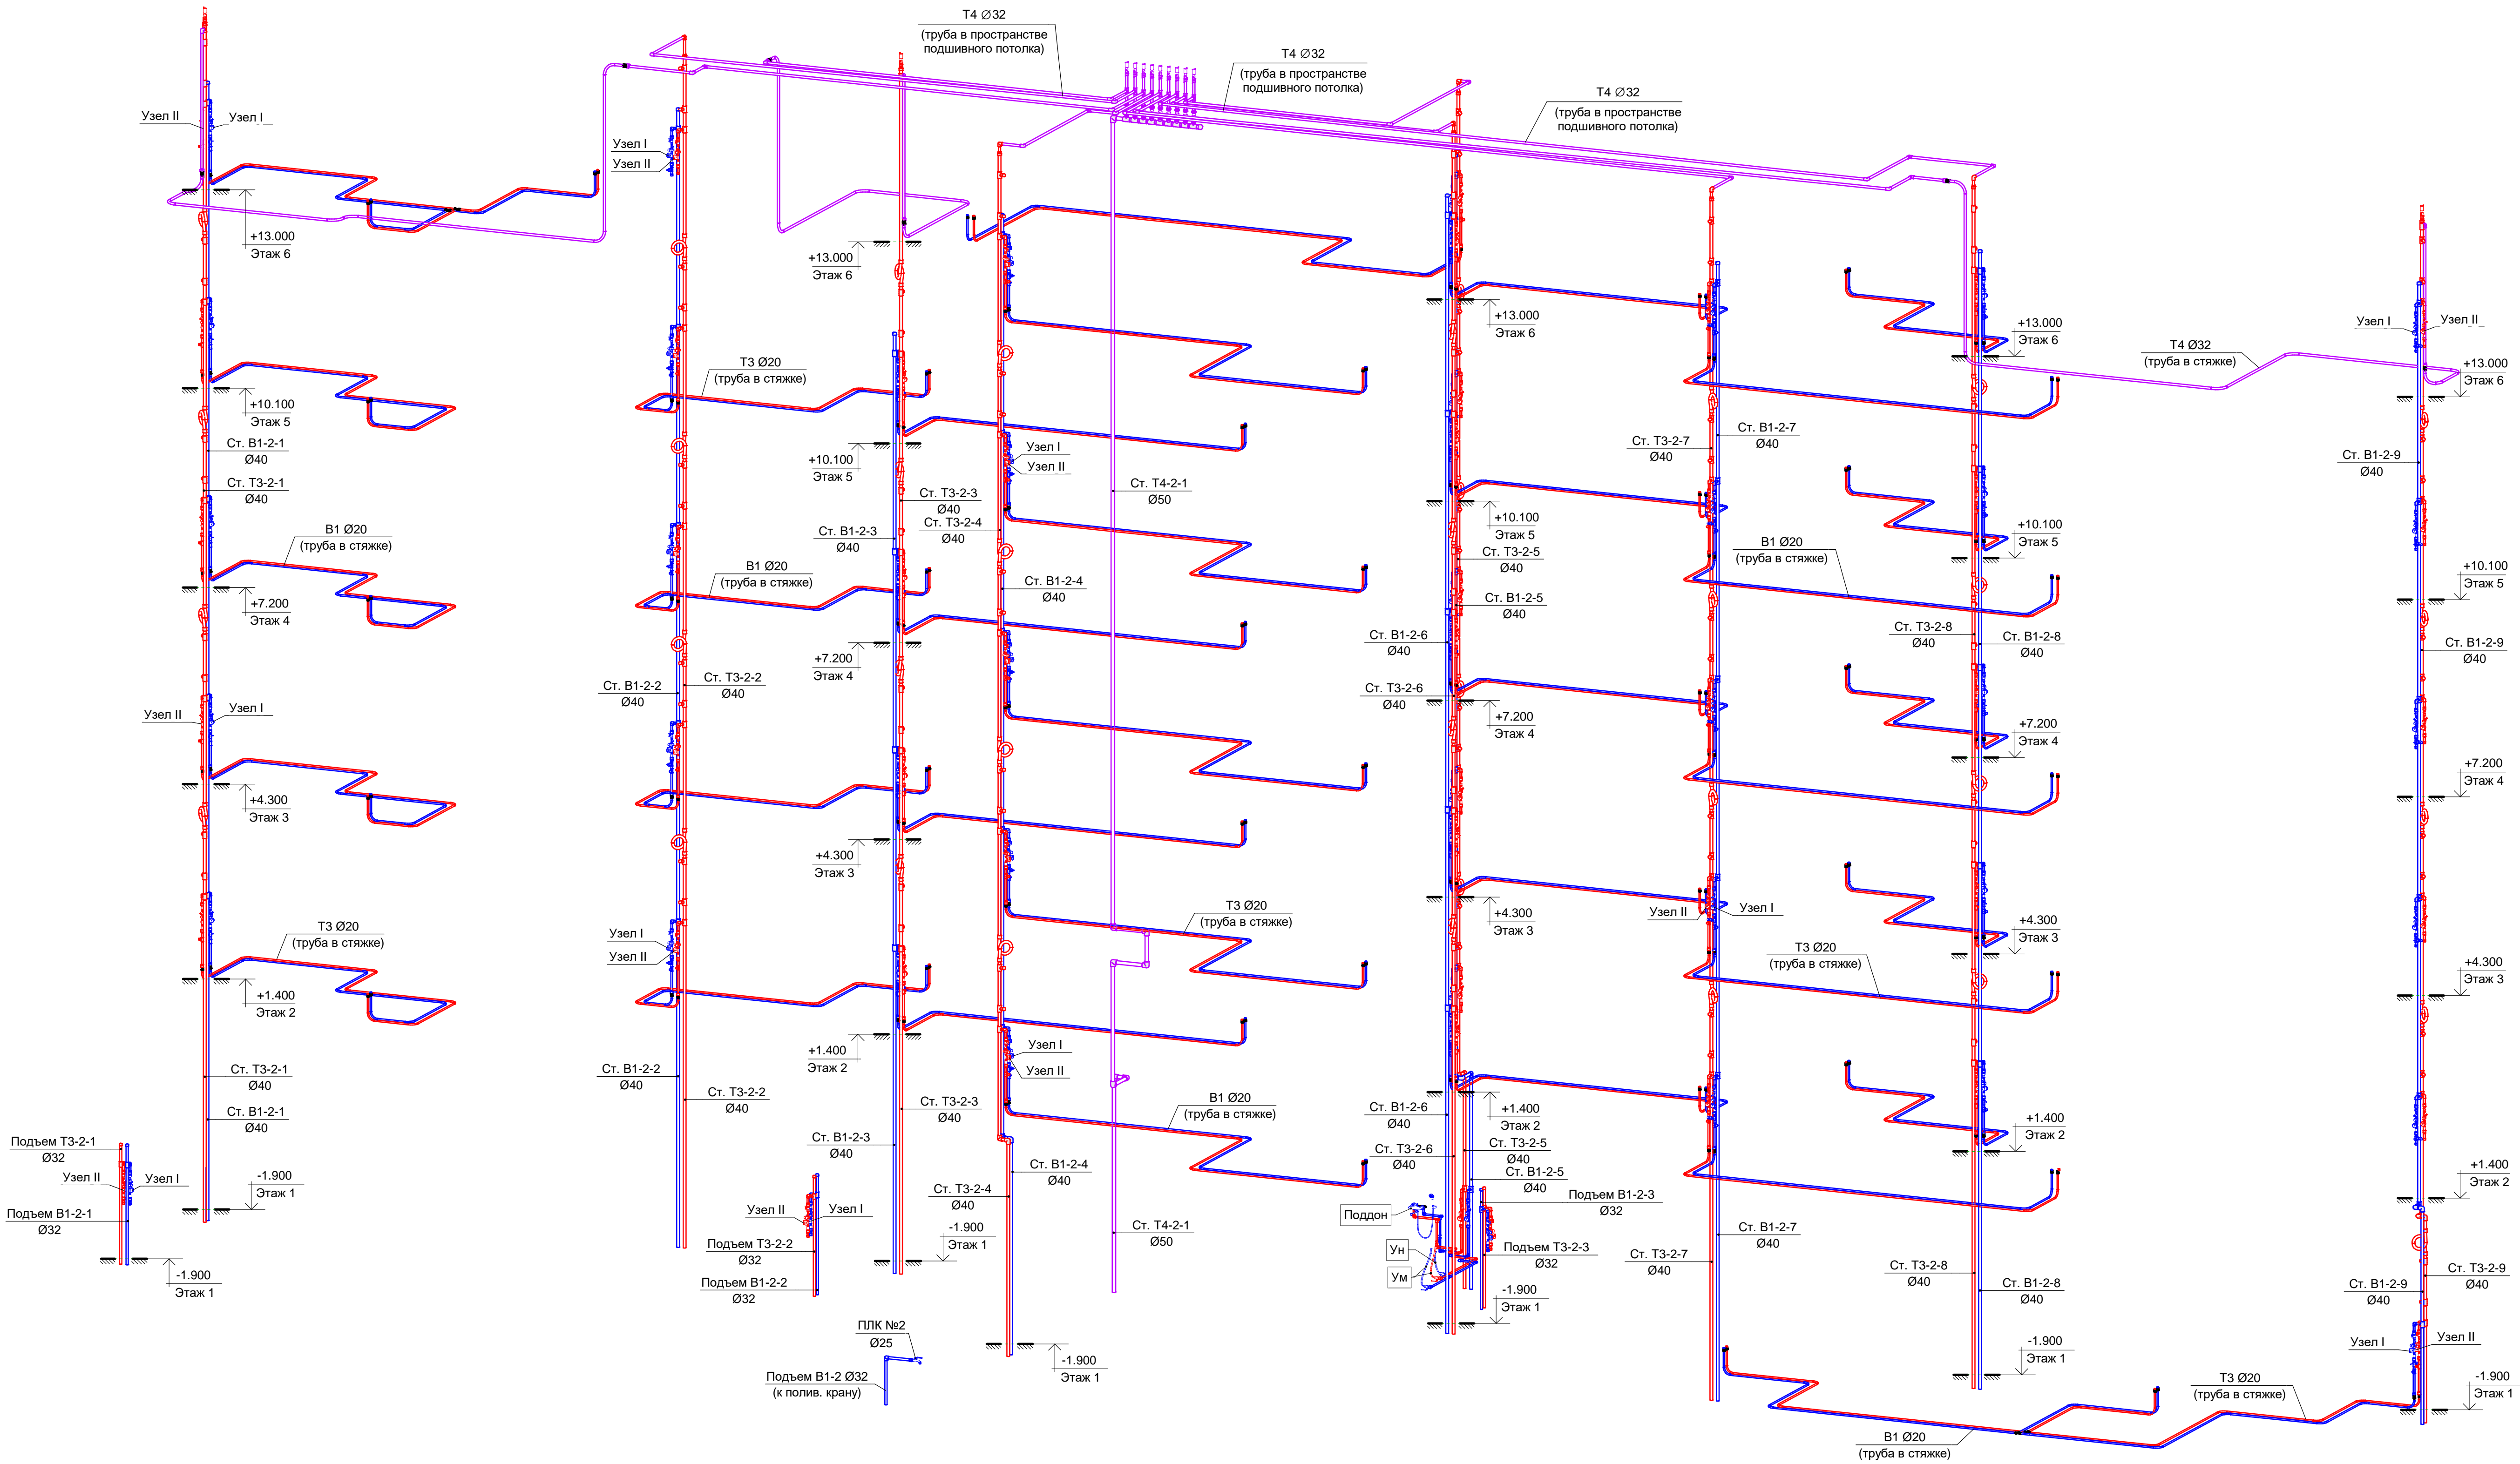 Т4 ∅32
(труба в пространстве
подшивного потолка)
Т4 ∅32
(труба в пространстве
подшивного потолка)
Т4 ∅32
(труба в пространстве
подшивного потолка)
Узел II
Узел I
Узел I
Узел II
+13.000
Этаж 6
+13.000
Этаж 6
+13.000
Этаж 6
+13.000
Этаж 6
Узел I
Узел II
Т4 Ø32
(труба в стяжке)
+13.000
Этаж 6
Т3 Ø20
(труба в стяжке)
+10.100
Этаж 5
Ст. В1-2-1
Ø40
Ст. Т3-2-1
Ø40
+10.100
Этаж 5
Ст. Т3-2-3
Ø40
Ст. Т3-2-4
Ø40
Ст. В1-2-3
Ø40
Узел I
Узел II
Ст. Т4-2-1
Ø50
Ст. Т3-2-7
Ø40
Ст. В1-2-7
Ø40
Ст. В1-2-9
Ø40
+10.100
Этаж 5
+10.100
Этаж 5
+10.100
Этаж 5
В1 Ø20
(труба в стяжке)
В1 Ø20
(труба в стяжке)
В1 Ø20
(труба в стяжке)
Ст. В1-2-4
Ø40
Ст. Т3-2-5
Ø40
Ст. В1-2-5
Ø40
Ст. В1-2-6
Ø40
Ст. Т3-2-6
Ø40
Ст. Т3-2-8
Ø40
Ст. В1-2-8
Ø40
Ст. В1-2-9
Ø40
+7.200
Этаж 4
+7.200
Этаж 4
+7.200
Этаж 4
+7.200
Этаж 4
+7.200
Этаж 4
Ст. В1-2-2
Ø40
Ст. Т3-2-2
Ø40
Узел II
Узел I
+4.300
Этаж 3
+4.300
Этаж 3
+4.300
Этаж 3
+4.300
Этаж 3
+4.300
Этаж 3
Т3 Ø20
(труба в стяжке)
Узел I
Узел II
Т3 Ø20
(труба в стяжке)
Узел II
Узел I
Т3 Ø20
(труба в стяжке)
+1.400
Этаж 2
+1.400
Этаж 2
+1.400
Этаж 2
+1.400
Этаж 2
+1.400
Этаж 2
Узел I
Узел II
В1 Ø20
(труба в стяжке)
Ст. Т3-2-1
Ø40
Ст. В1-2-1
Ø40
Ст. В1-2-2
Ø40
Ст. Т3-2-2
Ø40
Ст. Т3-2-3
Ø40
Ст. В1-2-3
Ø40
Ст. В1-2-6
Ø40
Ст. Т3-2-6
Ø40
Ст. Т3-2-5
Ø40
Ст. В1-2-5
Ø40
Подъем Т3-2-1
Ø32
Узел II
Узел I
Подъем В1-2-1
Ø32
-1.900
Этаж 1
-1.900
Этаж 1
Узел II
Узел I
Подъем Т3-2-2
Ø32
Подъем В1-2-2
Ø32
-1.900
Этаж 1
Ст. Т3-2-4
Ø40
Ст. В1-2-4
Ø40
Ст. Т4-2-1
Ø50
Поддон
Ун
Ум
Подъем В1-2-3
Ø32
Подъем Т3-2-3
Ø32
-1.900
Этаж 1
Ст. Т3-2-7
Ø40
Ст. В1-2-7
Ø40
Ст. Т3-2-8
Ø40
Ст. В1-2-8
Ø40
Ст. В1-2-9
Ø40
Ст. Т3-2-9
Ø40
ПЛК №2
Ø25
Подъем В1-2 Ø32
(к полив. крану)
-1.900
Этаж 1
-1.900
Этаж 1
Узел I
Узел II
-1.900
Этаж 1
Т3 Ø20
(труба в стяжке)
В1 Ø20
(труба в стяжке)